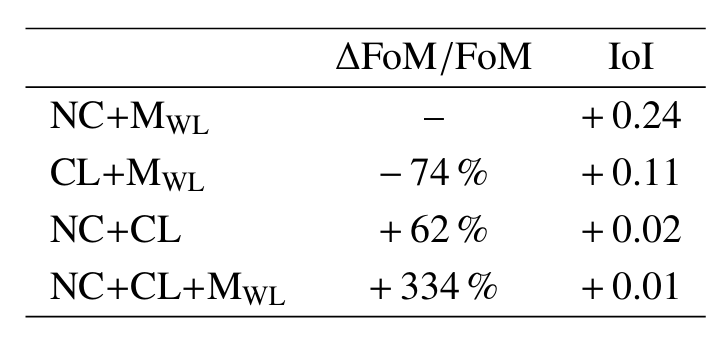 ΔFoM/FoM IoI
NC+M_WL – + 0.24
CL+M_WL − 74 % + 0.11
NC+CL + 62 % + 0.02
NC+CL+M_WL + 334 % + 0.01